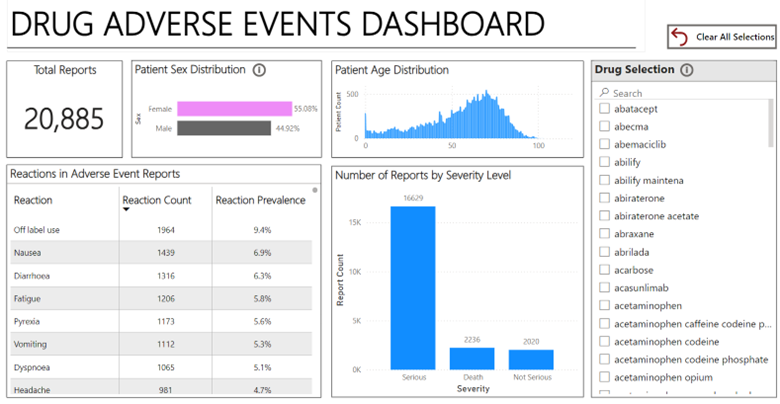 DRUG ADVERSE EVENTS DASHBOARD
Clear All Selections
Total Reports
20,885
Patient Sex Distribution
Sex
Female
55.08%
Male
44.92%
Patient Age Distribution
Patient Count
500
0
0
50
100
Drug Selection
Search
abatacept
abecma
abemaciclib
abilify
abilify maintena
abiraterone
abiraterone acetate
abraxane
abrilada
acarbose
acasunlimab
acetaminophen
acetaminophen caffeine codeine p...
acetaminophen codeine
acetaminophen codeine phosphate
acetaminophen opium
Reactions in Adverse Event Reports
Reaction Reaction Count Reaction Prevalence
Off label use 1964 9.4%
Nausea 1439 6.9%
Diarrhoea 1316 6.3%
Fatigue 1206 5.8%
Pyrexia 1173 5.6%
Vomiting 1112 5.3%
Dyspnoea 1065 5.1%
Headache 981 4.7%
Number of Reports by Severity Level
Report Count
15K
10K
5K
0K
16629
2236
2020
Serious
Death
Not Serious
Severity